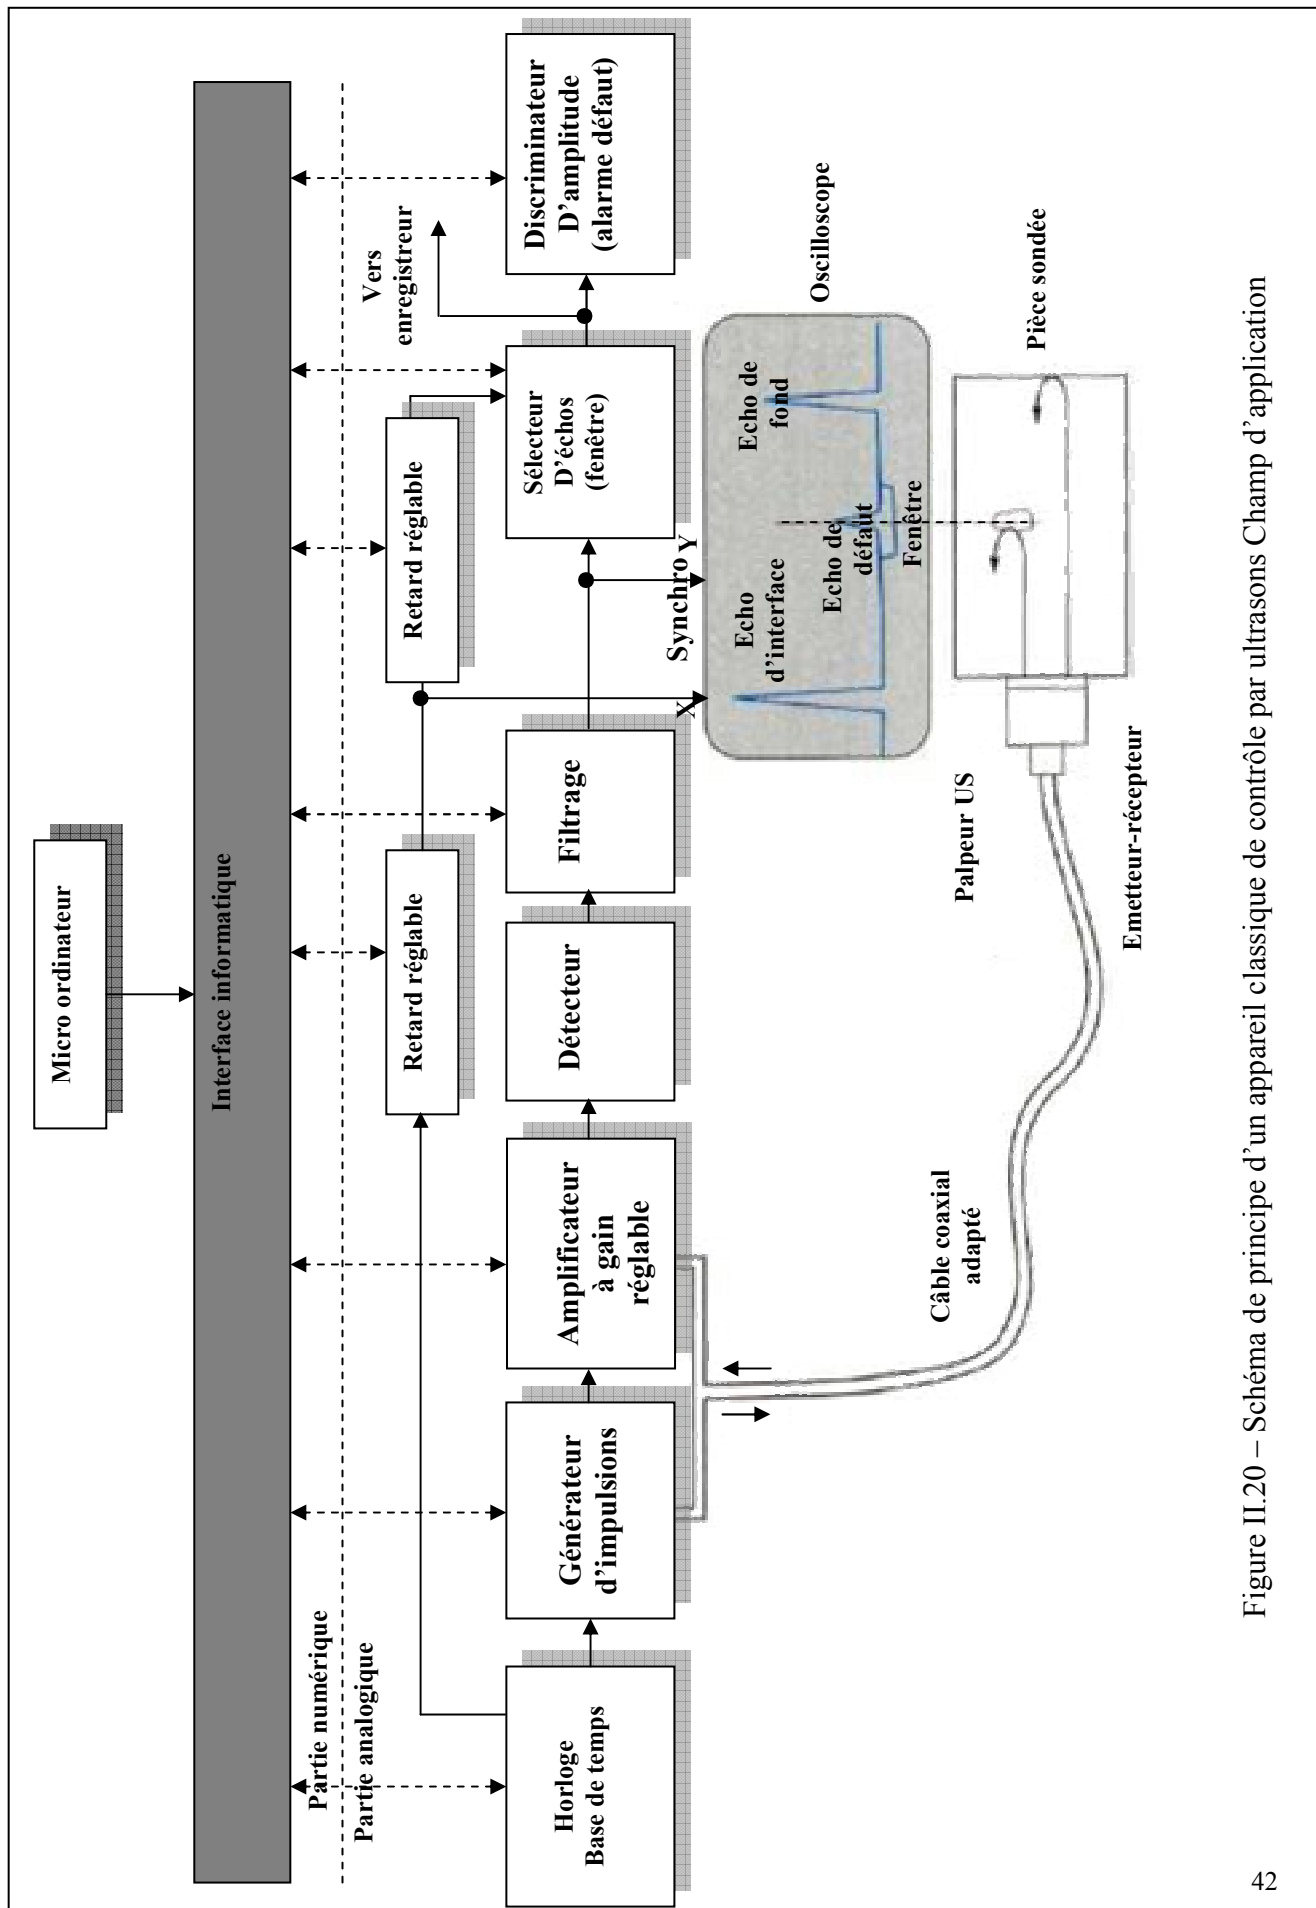 Micro ordinateur
Interface informatique
Partie numérique
Partie analogique
Retard réglable
Retard réglable
Vers
enregistreur
Horloge
Base de temps
Générateur
d’impulsions
Amplificateur
à gain
réglable
Détecteur
Filtrage
Sélecteur
D’échos
(fenêtre)
Discriminateur
D’amplitude
(alarme défaut)
Synchro
X
Y
Echo
d’interface
Echo de
défaut
Fenêtre
Echo de
fond
Oscilloscope
Câble coaxial
adapté
Palpeur US
Emetteur-récepteur
Pièce sondée
Figure II.20 – Schéma de principe d’un appareil classique de contrôle par ultrasons Champ d’application
42